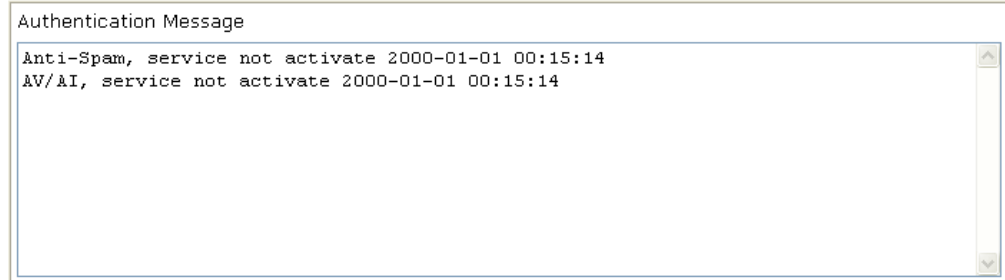 Authentication Message
Anti-Spam, service not activate 2000-01-01 00:15:14
AV/AI, service not activate 2000-01-01 00:15:14